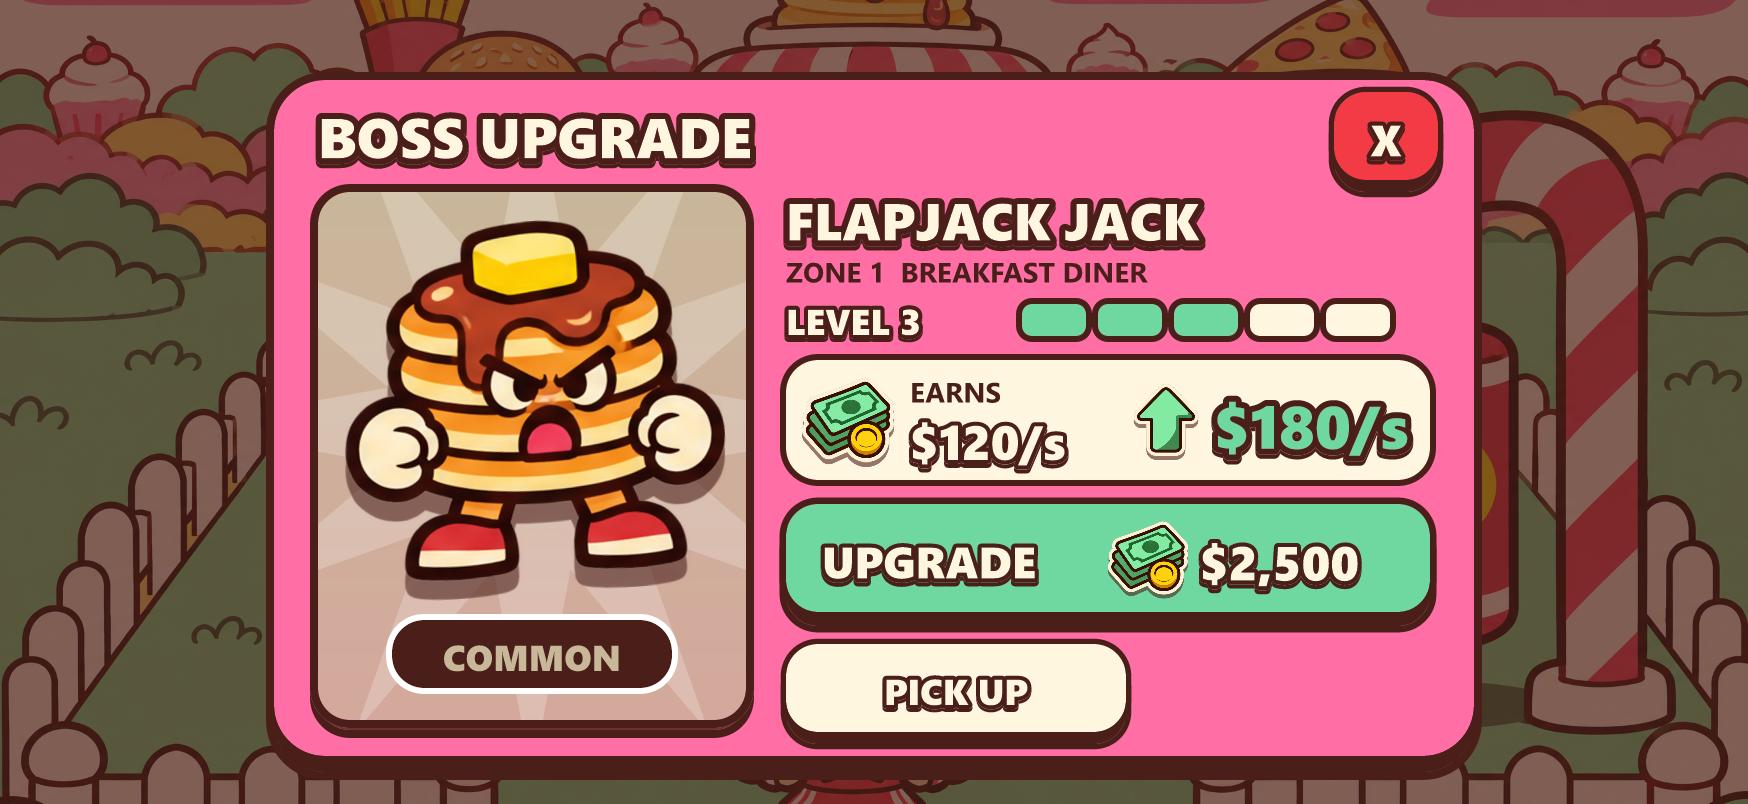 BOSS UPGRADE
X
FLAPJACK JACK
ZONE 1 BREAKFAST DINER
LEVEL 3
EARNS
$120/s
$180/s
UPGRADE $2,500
COMMON
PICK UP